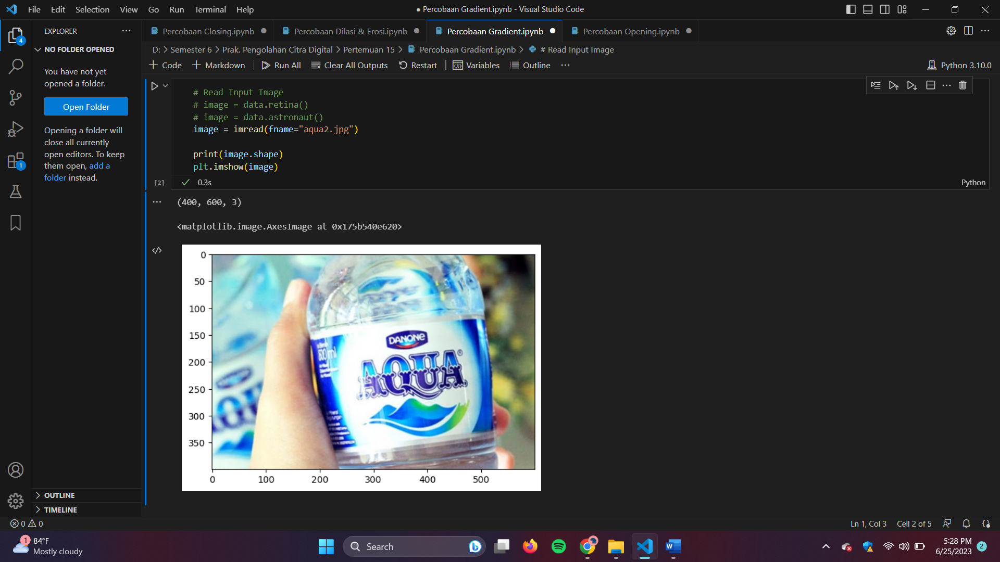 File Edit Selection View Go Run Terminal Help
● Percobaan Gradient.ipynb - Visual Studio Code
EXPLORER
Percobaan Closing.ipynb
Percobaan Dilasi & Erosi.ipynb
Percobaan Gradient.ipynb
Percobaan Opening.ipynb
4
NO FOLDER OPENED
D: > Semester 6 > Prak. Pengolahan Citra Digital > Pertemuan 15 > Percobaan Gradient.ipynb > # Read Input Image
+ Code + Markdown Run All Clear All Outputs Restart Variables Outline ... Python 3.10.0
You have not yet
opened a folder.
Open Folder
Opening a folder will
close all currently
open editors. To keep
them open, add a
folder instead.
1
# Read Input Image
# image = data.retina()
# image = data.astronaut()
image = imread(fname="aqua2.jpg")
print(image.shape)
plt.imshow(image)
[2] 0.3s Python
(400, 600, 3)
<matplotlib.image.AxesImage at 0x175b540e620>
0
50
100
150
200
250
300
350
0 100 200 300 400 500
DANONE
AQUA®
600 ml
OUTLINE
TIMELINE
0 0
Ln 1, Col 3 Cell 2 of 5
1
84°F
Mostly cloudy
Search
5:28 PM
6/25/2023
2